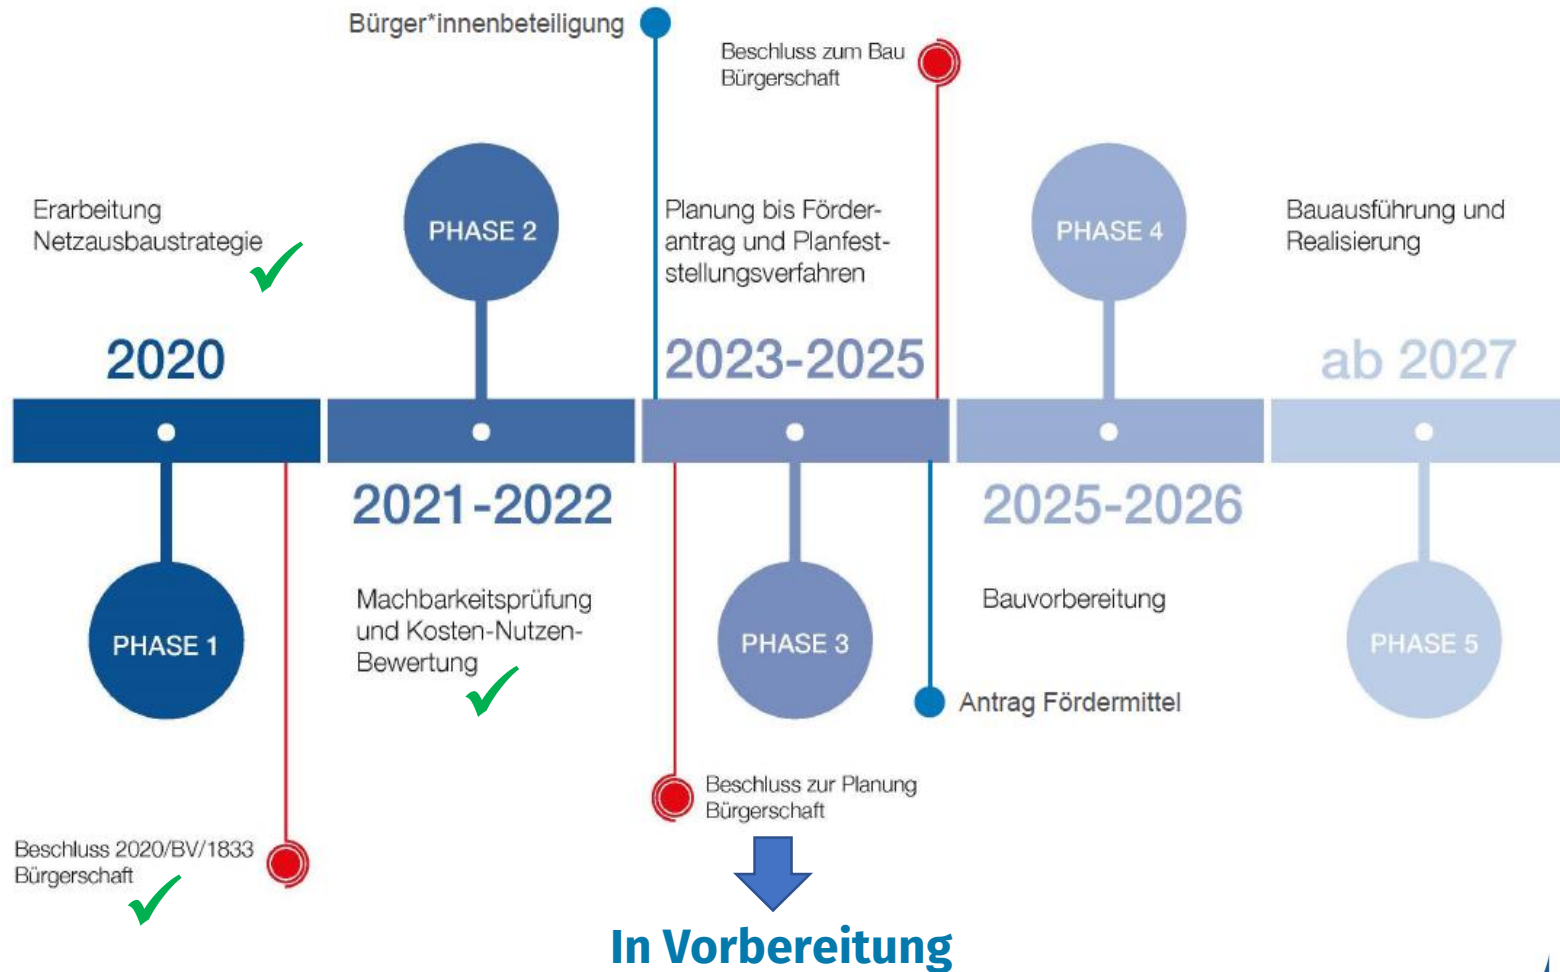 Bürger*innenbeteiligung
Beschluss zum Bau
Bürgerschaft
Erarbeitung
Netzausbaustrategie
PHASE 2
Planung bis Förder-
antrag und Planfest-
stellungsverfahren
PHASE 4
Bauausführung und
Realisierung
2020
2023-2025
ab 2027
2021-2022
2025-2026
PHASE 1
Machbarkeitsprüfung
und Kosten-Nutzen-
Bewertung
PHASE 3
Bauvorbereitung
PHASE 5
Antrag Fördermittel
Beschluss zur Planung
Bürgerschaft
Beschluss 2020/BV/1833
Bürgerschaft
In Vorbereitung